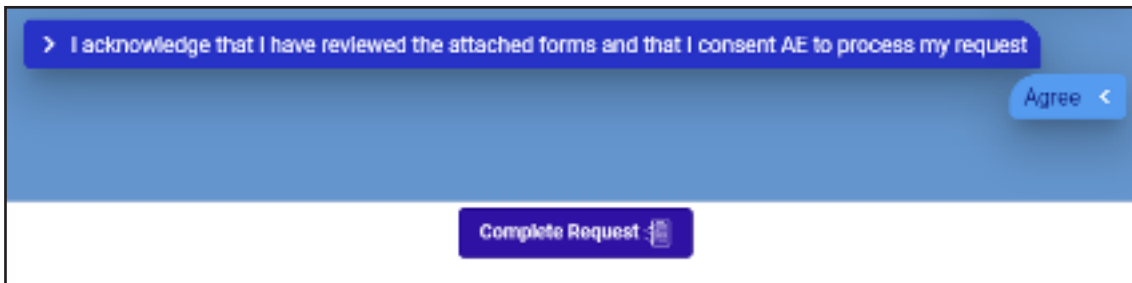 I acknowledge that I have reviewed the attached forms and that I consent AE to process my request
Agree
Complete Request